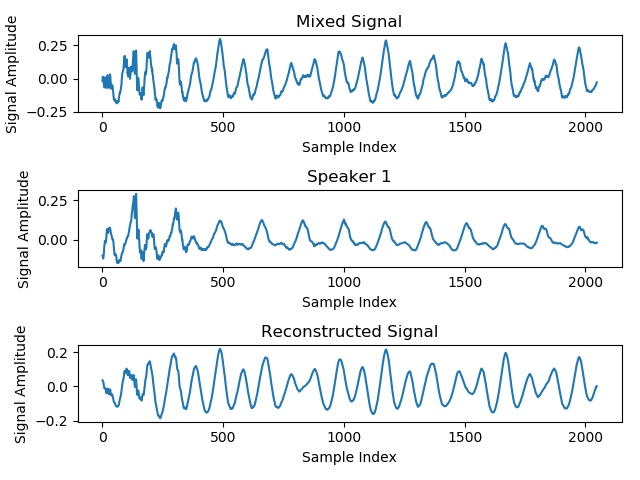 Mixed Signal
Signal Amplitude
0.25
0.00
−0.25
0 500 1000 1500 2000
Sample Index
Speaker 1
Signal Amplitude
0.25
0.00
0 500 1000 1500 2000
Sample Index
Reconstructed Signal
Signal Amplitude
0.2
0.0
−0.2
0 500 1000 1500 2000
Sample Index